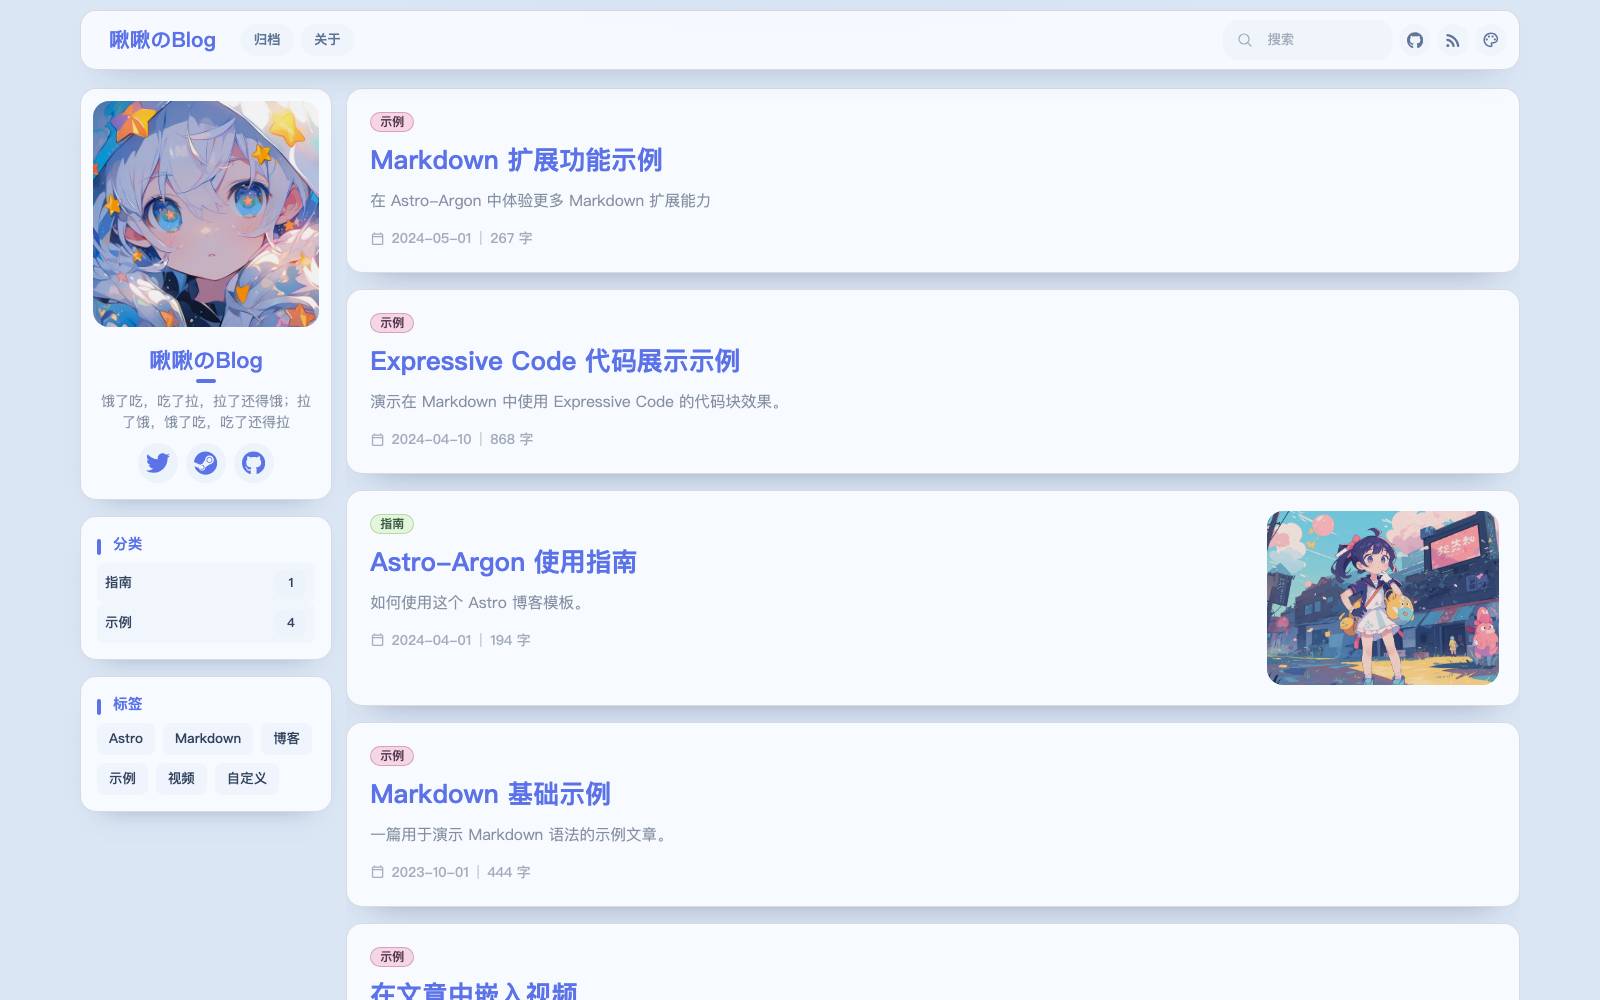 啾啾のBlog
归档
关于
搜索
啾啾のBlog
饿了吃，吃了拉，拉了还得饿；拉
了饿，饿了吃，吃了还得拉
分类
指南 1
示例 4
标签
Astro Markdown 博客
示例 视频 自定义
示例
Markdown 扩展功能示例
在 Astro-Argon 中体验更多 Markdown 扩展能力
2024-05-01 | 267 字
示例
Expressive Code 代码展示示例
演示在 Markdown 中使用 Expressive Code 的代码块效果。
2024-04-10 | 868 字
指南
Astro-Argon 使用指南
如何使用这个 Astro 博客模板。
2024-04-01 | 194 字
示例
Markdown 基础示例
一篇用于演示 Markdown 语法的示例文章。
2023-10-01 | 444 字
示例
在文章中嵌入视频